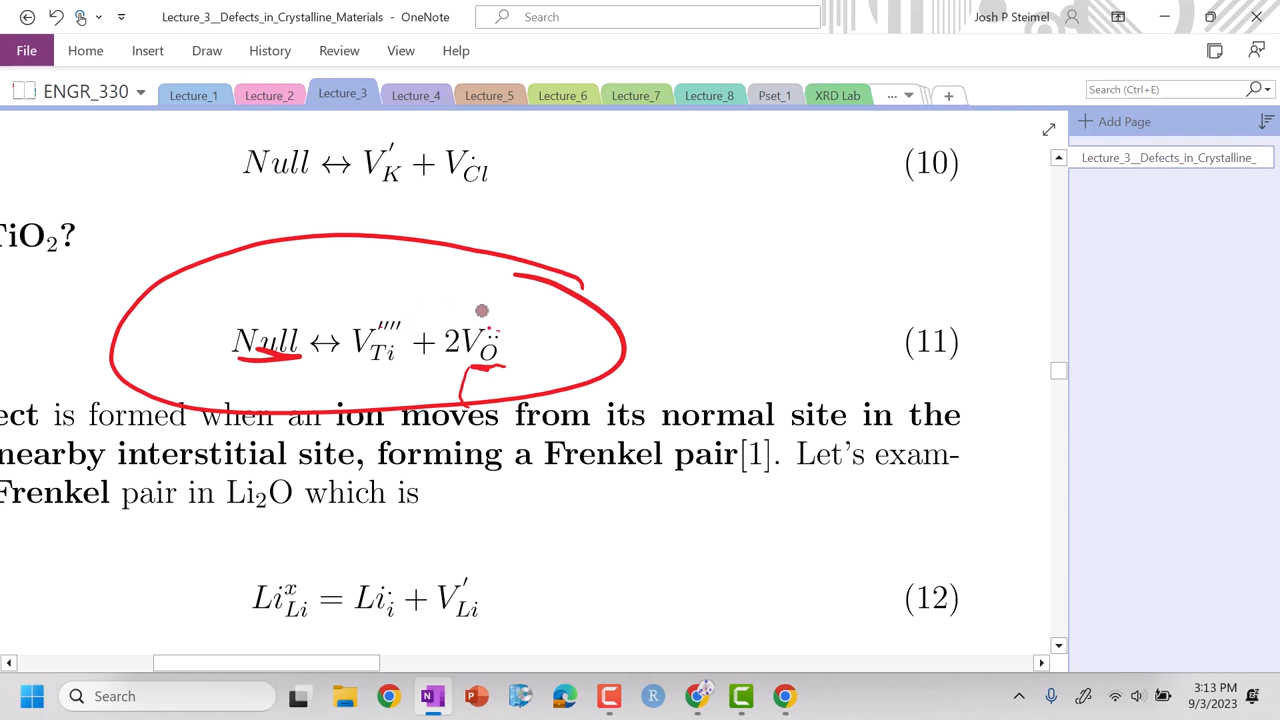 Lecture_3__Defects_in_Crystalline_Materials - OneNote
Search
Josh P Steimel
File Home Insert Draw History Review View Help
ENGR_330
Lecture_1 Lecture_2 Lecture_3 Lecture_4 Lecture_5 Lecture_6 Lecture_7 Lecture_8 Pset_1 XRD Lab ... +
Search (Ctrl+E)
Add Page
Lecture_3__Defects_in_Crystalline_
Null ↔ V′_K + V˙_Cl (10)
TiO₂?
Null ↔ V′′′′_Ti + 2V¨_O (11)
ect is formed when an ion moves from its normal site in the
nearby interstitial site, forming a Frenkel pair[1]. Let's exam-
Frenkel pair in Li₂O which is
Li^x_Li = Li˙_i + V′_Li (12)
Search
3:13 PM
9/3/2023